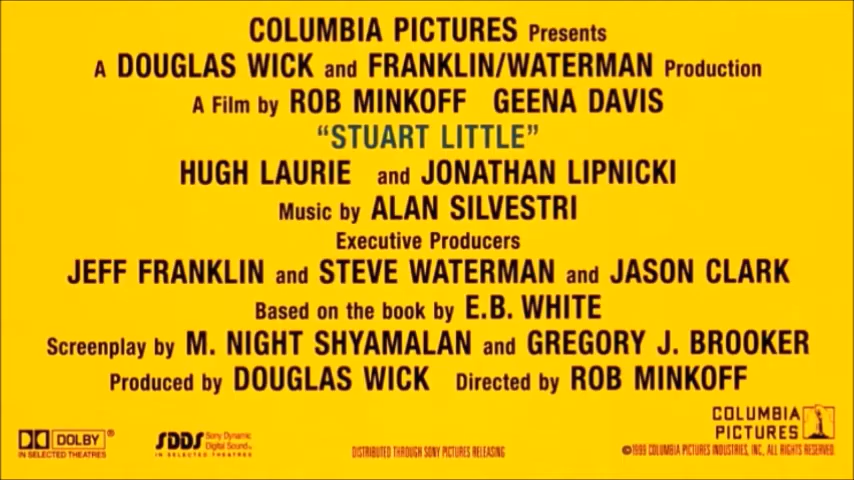 COLUMBIA PICTURES Presents
A DOUGLAS WICK and FRANKLIN/WATERMAN Production
A Film by ROB MINKOFF GEENA DAVIS
"STUART LITTLE"
HUGH LAURIE and JONATHAN LIPNICKI
Music by ALAN SILVESTRI
Executive Producers
JEFF FRANKLIN and STEVE WATERMAN and JASON CLARK
Based on the book by E.B. WHITE
Screenplay by M. NIGHT SHYAMALAN and GREGORY J. BROOKER
Produced by DOUGLAS WICK Directed by ROB MINKOFF
COLUMBIA
PICTURES
DOLBY®
IN SELECTED THEATRES
SDDS Sony Dynamic
Digital Sound™
IN SELECTED THEATRES
DISTRIBUTED THROUGH SONY PICTURES RELEASING
©1999 COLUMBIA PICTURES INDUSTRIES, INC., ALL RIGHTS RESERVED.